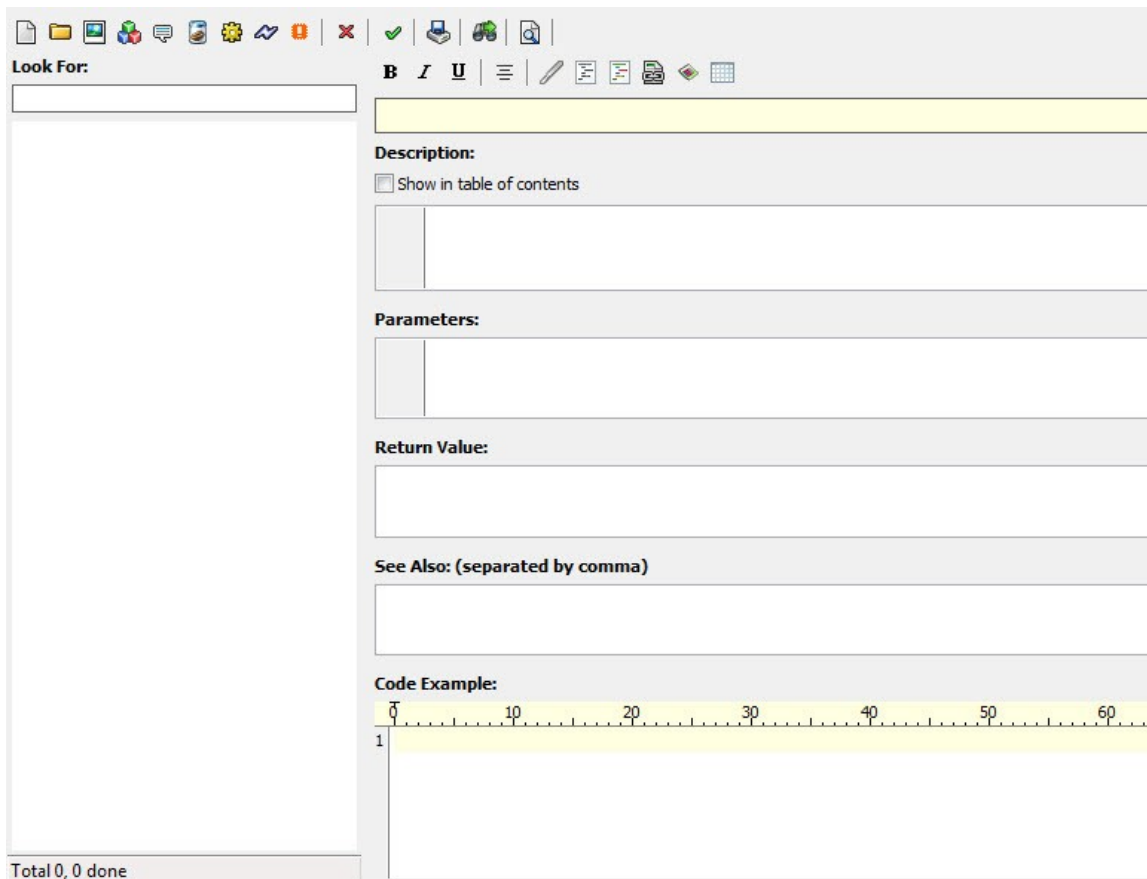 Look For:
B I U
Description:
Show in table of contents
Parameters:
Return Value:
See Also: (separated by comma)
Code Example:
0 10 20 30 40 50 60
1
Total 0, 0 done